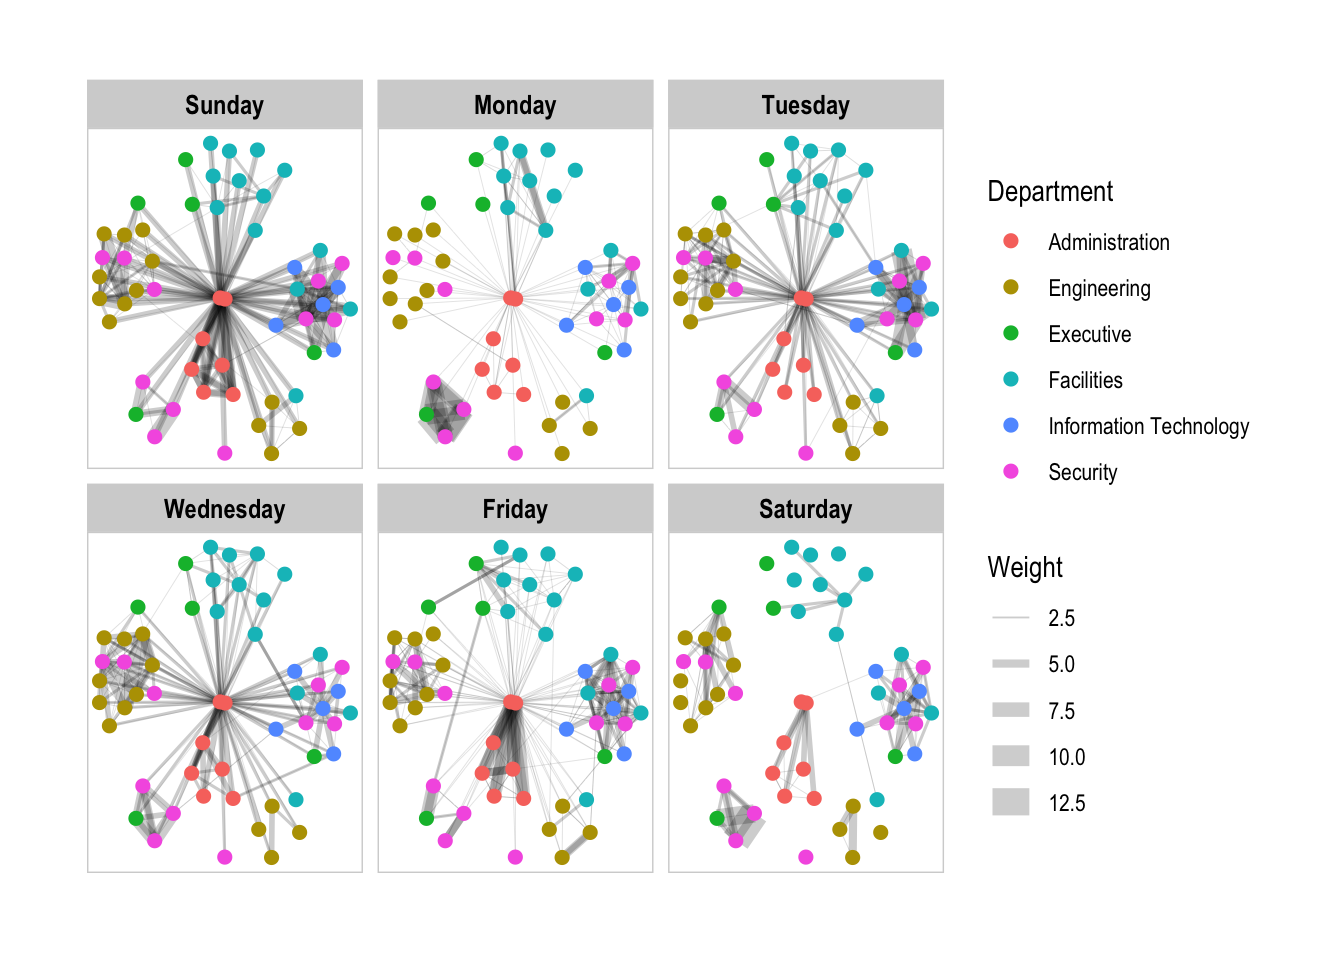 Sunday
Monday
Tuesday
Wednesday
Friday
Saturday
Department
Administration
Engineering
Executive
Facilities
Information Technology
Security
Weight
2.5
5.0
7.5
10.0
12.5